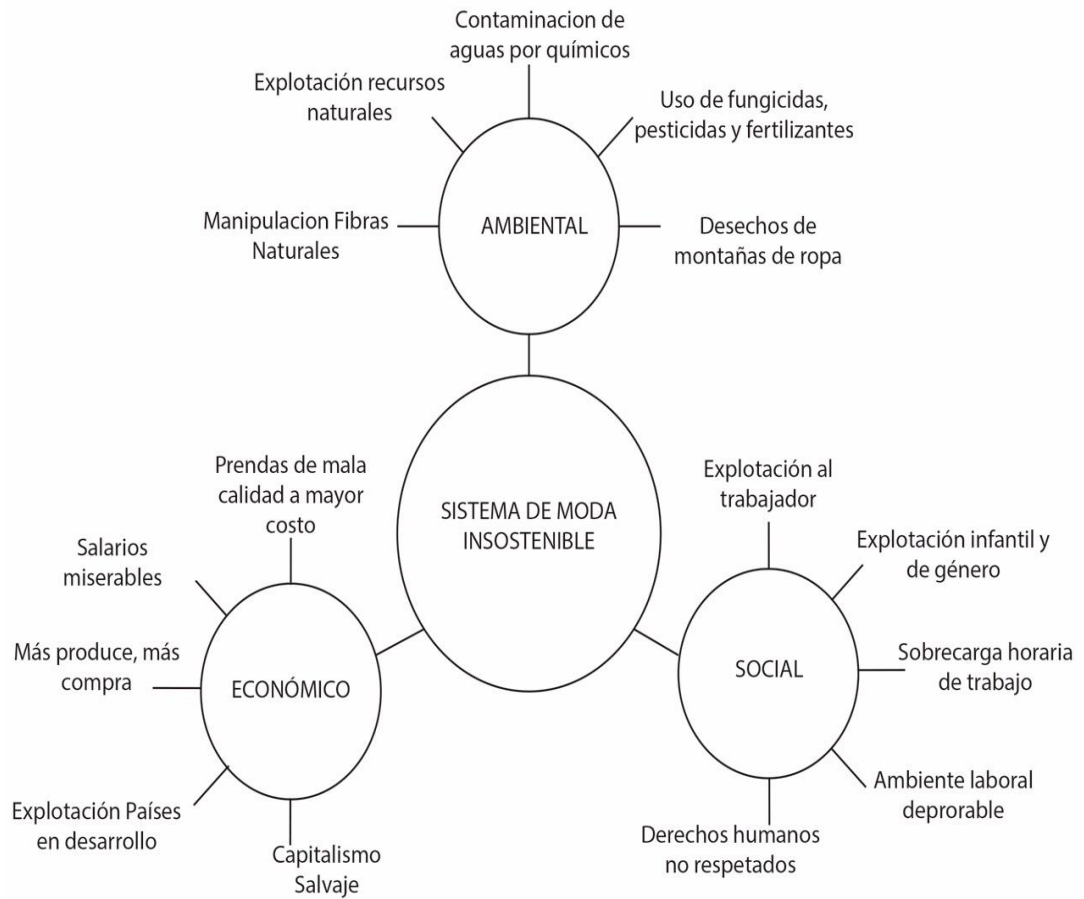 Contaminacion de
aguas por químicos
Explotación recursos
naturales
Uso de fungicidas,
pesticidas y fertilizantes
Manipulacion Fibras
Naturales
AMBIENTAL
Desechos de
montañas de ropa
SISTEMA DE MODA
INSOSTENIBLE
Prendas de mala
calidad a mayor
costo
Salarios
miserables
Más produce, más
compra
ECONÓMICO
Explotación Países
en desarrollo
Capitalismo
Salvaje
Explotación al
trabajador
Explotación infantil y
de género
SOCIAL
Sobrecarga horaria
de trabajo
Ambiente laboral
deprorable
Derechos humanos
no respetados